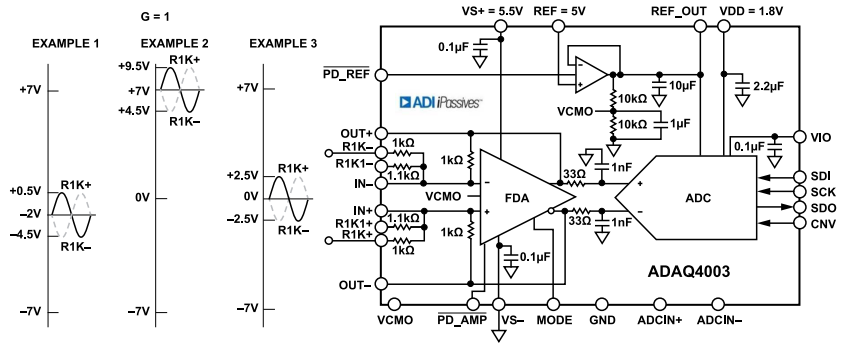 G = 1
EXAMPLE 1
EXAMPLE 2
EXAMPLE 3
+7V
+0.5V
R1K+
–2V
–4.5V
R1K–
–7V
+9.5V
R1K+
+7V
+4.5V
R1K–
0V
–7V
+7V
+2.5V
R1K+
0V
–2.5V
R1K–
–7V
VS+ = 5.5V
REF = 5V
REF_OUT
VDD = 1.8V
0.1µF
PD_REF
10µF
2.2µF
ADI iPassives™
10kΩ
VCMO
10kΩ
1µF
OUT+
R1K–
1kΩ
R1K1–
1.1kΩ
IN–
1kΩ
VCMO
IN+
1.1kΩ
R1K1+
R1K+
1kΩ
1kΩ
OUT–
–
+
FDA
–
+
33Ω
1nF
33Ω
1nF
0.1µF
+
–
ADC
0.1µF
VIO
SDI
SCK
SDO
CNV
ADAQ4003
VCMO
PD_AMP
VS–
MODE
GND
ADCIN+
ADCIN–